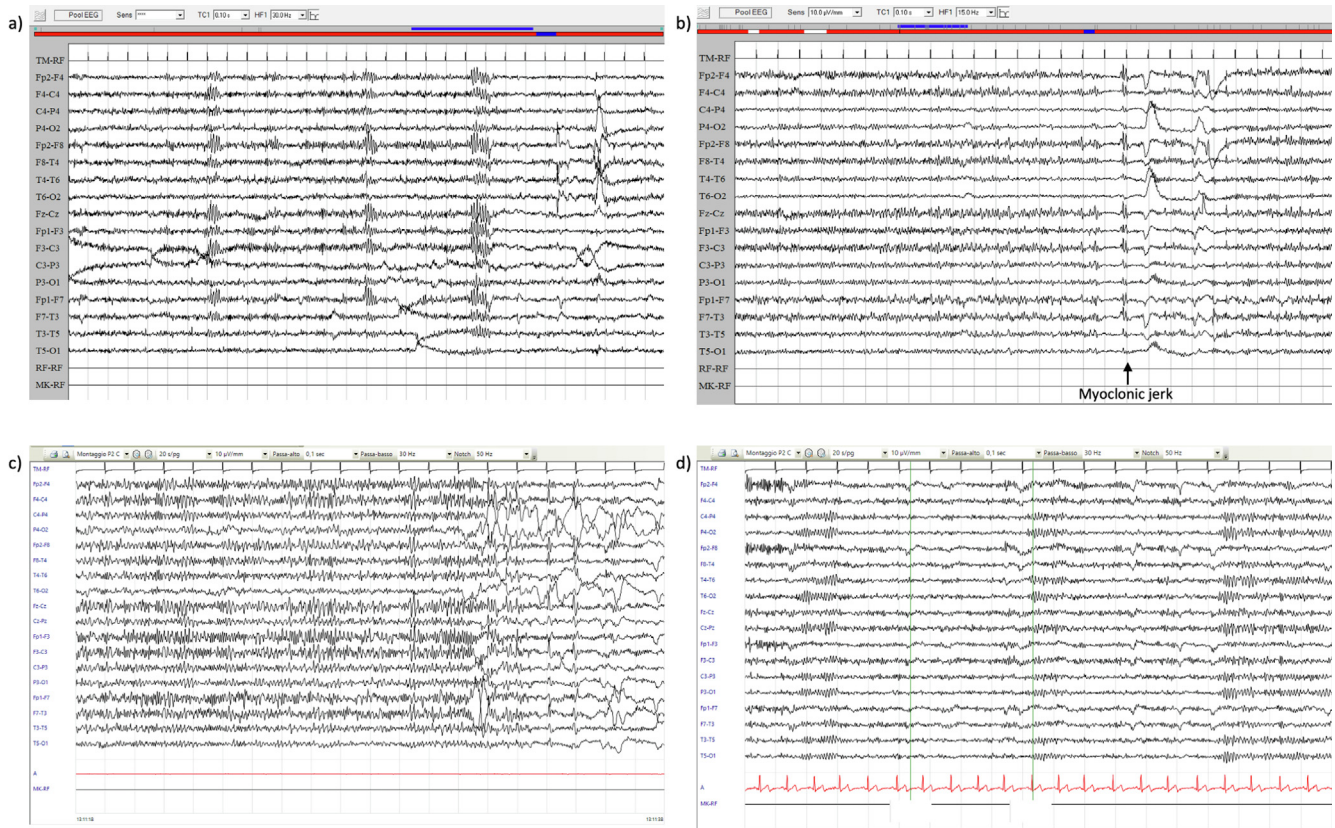 a)
Pool EEG Sens **** TC1 0.10 s HF1 30.0 Hz
TM-RF
Fp2-F4
F4-C4
C4-P4
P4-O2
Fp2-F8
F8-T4
T4-T6
T6-O2
Fz-Cz
Fp1-F3
F3-C3
C3-P3
P3-O1
Fp1-F7
F7-T3
T3-T5
T5-O1
RF-RF
MK-RF
b)
Pool EEG Sens 10.0 µV/mm TC1 0.10 s HF1 15.0 Hz
TM-RF
Fp2-F4
F4-C4
C4-P4
P4-O2
Fp2-F8
F8-T4
T4-T6
T6-O2
Fz-Cz
Fp1-F3
F3-C3
C3-P3
P3-O1
Fp1-F7
F7-T3
T3-T5
T5-O1
RF-RF
MK-RF
Myoclonic jerk
c)
Montaggio P2 C 20 s/pg 10 µV/mm Passa-alto 0,1 sec Passa-basso 30 Hz Notch 50 Hz
TM-RF
Fp2-F4
F4-C4
C4-P4
P4-O2
Fp2-F8
F8-T4
T4-T6
T6-O2
Fz-Cz
Cz-Pz
Fp1-F3
F3-C3
C3-P3
P3-O1
Fp1-F7
F7-T3
T3-T5
T5-O1
A
MK-RF
13:11:18 13:11:38
d)
Montaggio P2 C 20 s/pg 10 µV/mm Passa-alto 0,1 sec Passa-basso 30 Hz Notch 50 Hz
TM-RF
Fp2-F4
F4-C4
C4-P4
P4-O2
Fp2-F8
F8-T4
T4-T6
T6-O2
Fz-Cz
Cz-Pz
Fp1-F3
F3-C3
C3-P3
P3-O1
Fp1-F7
F7-T3
T3-T5
T5-O1
A
MK-RF